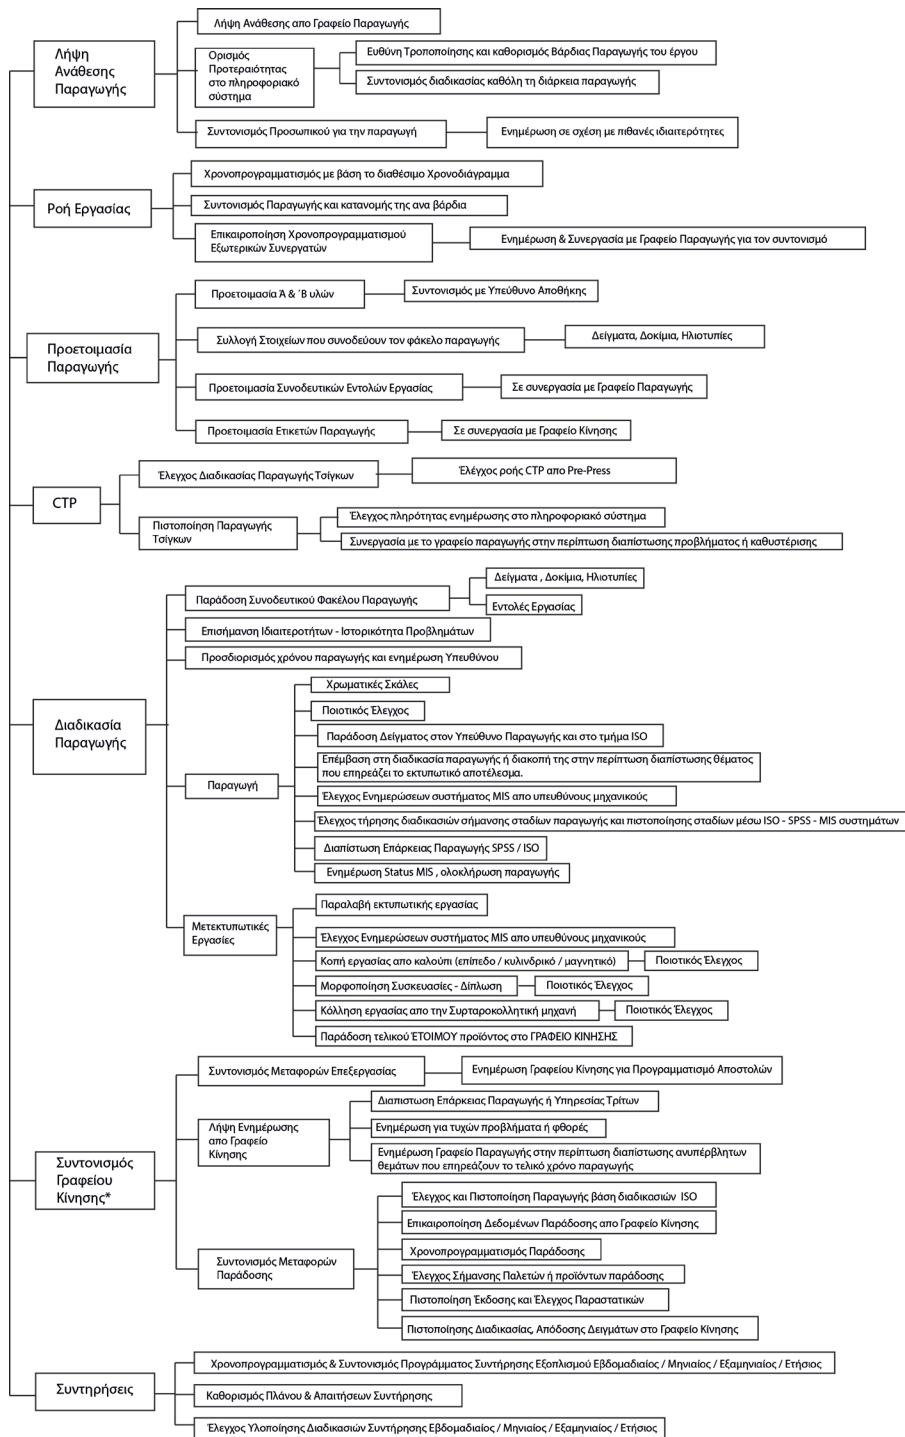 Λήψη
Ανάθεσης
Παραγωγής
Λήψη Ανάθεσης απο Γραφείο Παραγωγής
Ορισμός
Προτεραιότητας
στο πληροφοριακό
σύστημα
Ευθύνη Τροποποίησης και καθορισμός Βάρδιας Παραγωγής του έργου
Συντονισμός διαδικασίας καθόλη τη διάρκεια παραγωγής
Συντονισμός Προσωπικού για την παραγωγή
Ενημέρωση σε σχέση με πιθανές ιδιαιτερότητες
Ροή Εργασίας
Χρονοπρογραμματισμός με βάση το διαθέσιμο Χρονοδιάγραμμα
Συντονισμός Παραγωγής και κατανομής της ανα βάρδια
Επικαιροποίηση Χρονοπρογραμματισμού
Εξωτερικών Συνεργατών
Ενημέρωση & Συνεργασία με Γραφείο Παραγωγής για τον συντονισμό
Προετοιμασία
Παραγωγής
Προετοιμασία Ά & ΄Β υλών
Συντονισμός με Υπεύθυνο Αποθήκης
Συλλογή Στοιχείων που συνοδεύουν τον φάκελο παραγωγής
Δείγματα, Δοκίμια, Ηλιοτυπίες
Προετοιμασία Συνοδευτικών Εντολών Εργασίας
Σε συνεργασία με Γραφείο Παραγωγής
Προετοιμασία Ετικετών Παραγωγής
Σε συνεργασία με Γραφείο Κίνησης
CTP
Έλεγχος Διαδικασίας Παραγωγής Τσίγκων
Έλέγχος ροής CTP απο Pre-Press
Πιστοποίηση Παραγωγής
Τσίγκων
Έλεγχος πληρότητας ενημέρωσης στο πληροφοριακό σύστημα
Συνεργασία με το γραφείο παραγωγής στην περίπτωση διαπίστωσης προβλήματος ή καθυστέρισης
Διαδικασία
Παραγωγής
Παράδοση Συνοδευτικού Φακέλου Παραγωγής
Δείγματα , Δοκίμια, Ηλιοτυπίες
Εντολές Εργασίας
Επισήμανση Ιδιαιτεροτήτων - Ιστορικότητα Προβλημάτων
Προσδιορισμός χρόνου παραγωγής και ενημέρωση Υπευθύνου
Παραγωγή
Χρωματικές Σκάλες
Ποιοτικός Έλεγχος
Παράδοση Δείγματος στον Υπεύθυνο Παραγωγής και στο τμήμα ISO
Επέμβαση στη διαδικασία παραγωγής ή διακοπή της στην περίπτωση διαπίστωσης θέματος
που επηρεάζει το εκτυπωτικό αποτέλεσμα.
Έλεγχος Ενημερώσεων συστήματος MIS απο υπευθύνους μηχανικούς
Έλεγχος τήρησης διαδικασιών σήμανσης σταδίων παραγωγής και πιστοποίησης σταδίων μέσω ISO - SPSS - MIS συστημάτων
Διαπίστωση Επάρκειας Παραγωγής SPSS / ISO
Ενημέρωση Status MIS , ολοκλήρωση παραγωγής
Μετεκτυπωτικές
Εργασίες
Παραλαβή εκτυπωτικής εργασίας
Έλεγχος Ενημερώσεων συστήματος MIS απο υπευθύνους μηχανικούς
Κοπή εργασίας απο καλούπι (επίπεδο / κυλινδρικό / μαγνητικό)
Ποιοτικός Έλεγχος
Μορφοποίηση Συσκευασίες - Δίπλωση
Ποιοτικός Έλεγχος
Κόλληση εργασίας απο την Συρταροκολλητική μηχανή
Ποιοτικός Έλεγχος
Παράδοση τελικού ΈΤΟΙΜΟΥ προϊόντος στο ΓΡΑΦΕΙΟ ΚΙΝΗΣΗΣ
Συντονισμός
Γραφείου
Κίνησης*
Συντονισμός Μεταφορών Επεξεργασίας
Ενημέρωση Γραφείου Κίνησης για Προγραμματισμό Αποστολών
Λήψη Ενημέρωσης
απο Γραφείο
Κίνησης
Διαπιστωση Επάρκειας Παραγωγής ή Υπηρεσίας Τρίτων
Ενημέρωση για τυχών προβλήματα ή φθορές
Ενημέρωση Γραφείο Παραγωγής στην περίπτωση διαπίστωσης ανυπέρβλητων
θεμάτων που επηρεάζουν το τελικό χρόνο παραγωγής
Συντονισμός Μεταφορών
Παράδοσης
Έλεγχος και Πιστοποίηση Παραγωγής βάση διαδικασιών ISO
Επικαιροποίηση Δεδομένων Παράδοσης απο Γραφείο Κίνησης
Χρονοπρογραμματισμός Παράδοσης
Έλεγχος Σήμανσης Παλετών ή προϊόντων παράδοσης
Πιστοποίηση Έκδοσης και Έλεγχος Παραστατικών
Πιστοποίησης Διαδικασίας, Απόδοσης Δειγμάτων στο Γραφείο Κίνησης
Συντηρήσεις
Χρονοπρογραμματισμός & Συντονισμός Προγράμματος Συντήρησης Εξοπλισμού Εβδομαδιαίος / Μηνιαίος / Εξαμηνιαίος / Ετήσιος
Καθορισμός Πλάνου & Απαιτήσεων Συντήρησης
Έλεγχος Υλοποίησης Διαδικασιών Συντήρησης Εβδομαδιαίος / Μηνιαίος / Εξαμηνιαίος / Ετήσιος